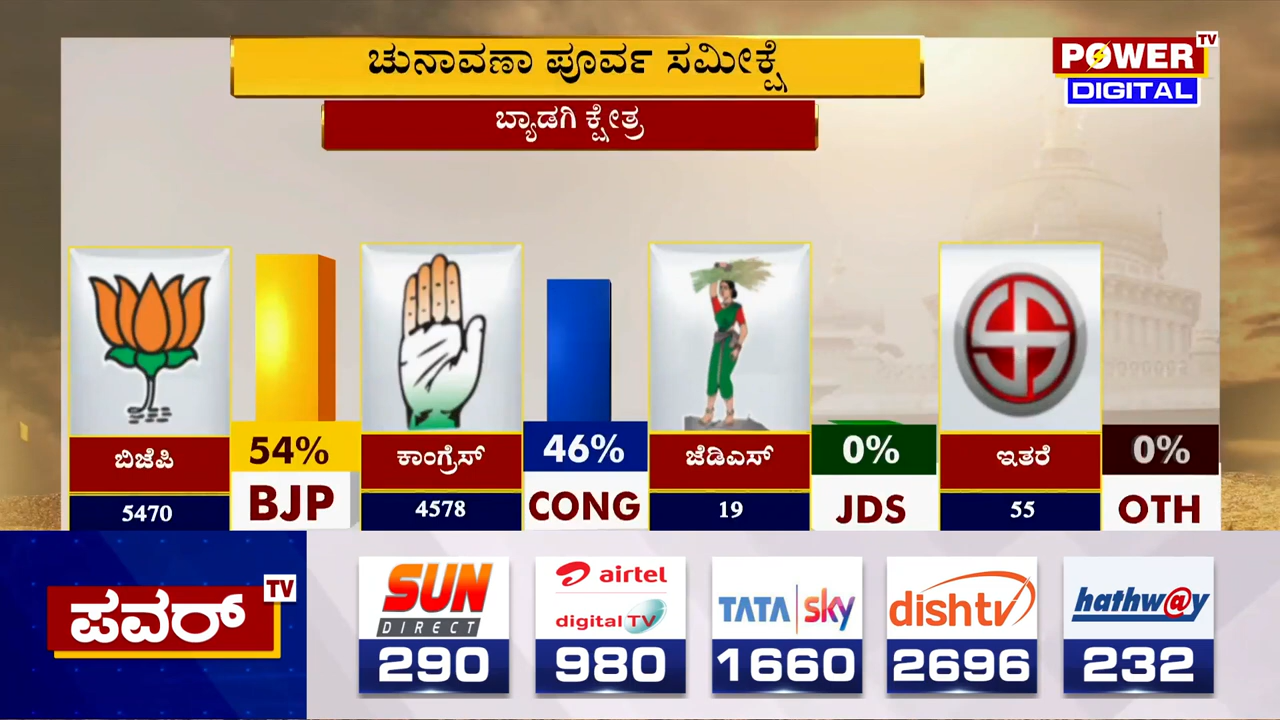 ಚುನಾವಣಾ ಪೂರ್ವ ಸಮೀಕ್ಷೆ
POWER TV
DIGITAL
ಬ್ಯಾಡಗಿ ಕ್ಷೇತ್ರ
ಬಿಜೆಪಿ
54%
ಕಾಂಗ್ರೆಸ್
46%
ಜೆಡಿಎಸ್
0%
ಇತರೆ
0%
5470
BJP
4578
CONG
19
JDS
55
OTH
ಪವರ್ TV
SUN
DIRECT
290
airtel
digital TV
980
TATA sky
1660
dishtv
2696
hathw@y
232